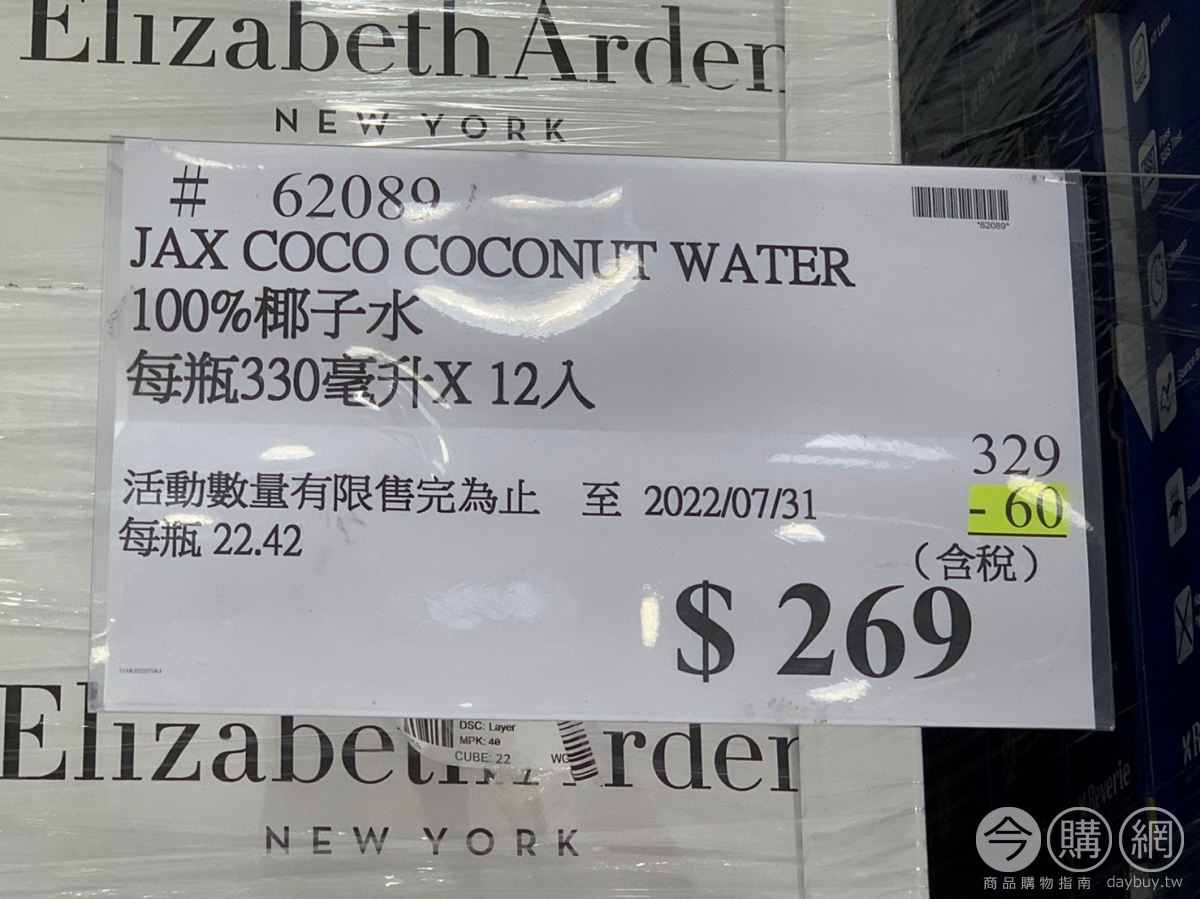 Elizabeth Arden
NEW YORK
# 62089
"62089"
JAX COCO COCONUT WATER
100%椰子水
每瓶330毫升X 12入
329
活動數量有限售完為止 至 2022/07/31
- 60
每瓶 22.42
（含稅）
$ 269
DSC: Layer
MPK: 40
CUBE: 22
NEW YORK
Reverie
今購網
商品購物指南 daybuy.tw